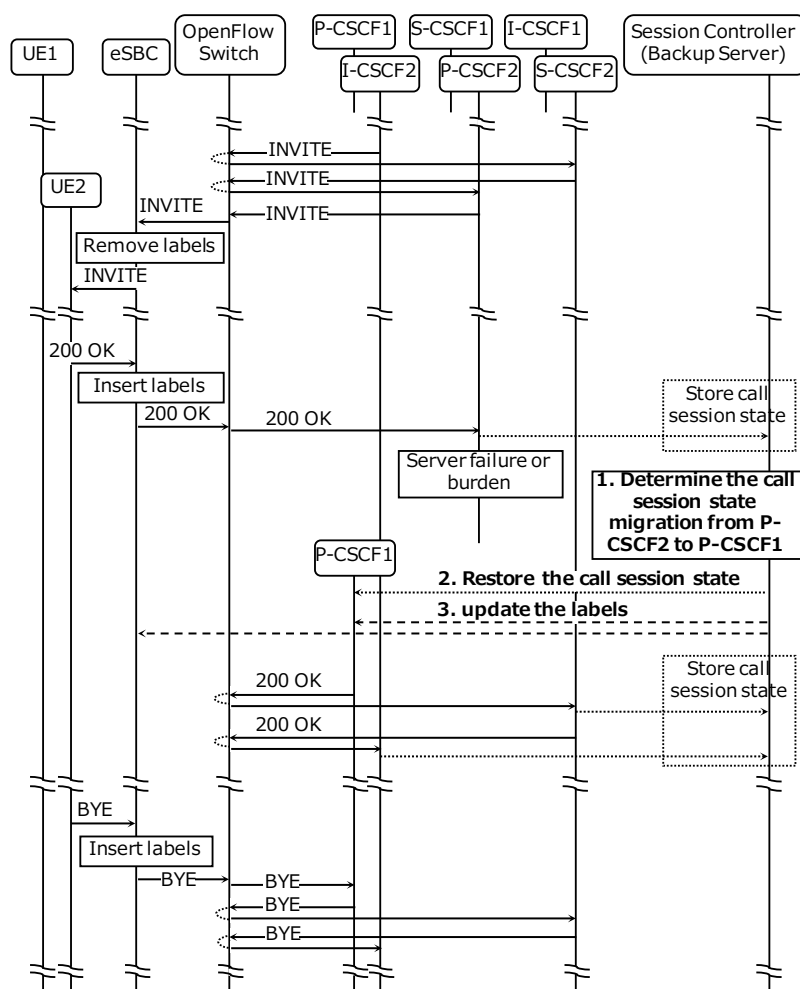 P-CSCF1 S-CSCF1 I-CSCF1
UE1 eSBC OpenFlow Switch I-CSCF2 P-CSCF2 S-CSCF2 Session Controller
(Backup Server)
INVITE
INVITE
UE2
INVITE
INVITE
Remove labels
INVITE
200 OK
Insert labels
200 OK
200 OK
Store call
session state
Server failure or
burden
1. Determine the call
session state
migration from P-
CSCF2 to P-CSCF1
P-CSCF1
2. Restore the call session state
3. update the labels
Store call
session state
200 OK
200 OK
BYE
Insert labels
BYE
BYE
BYE
BYE